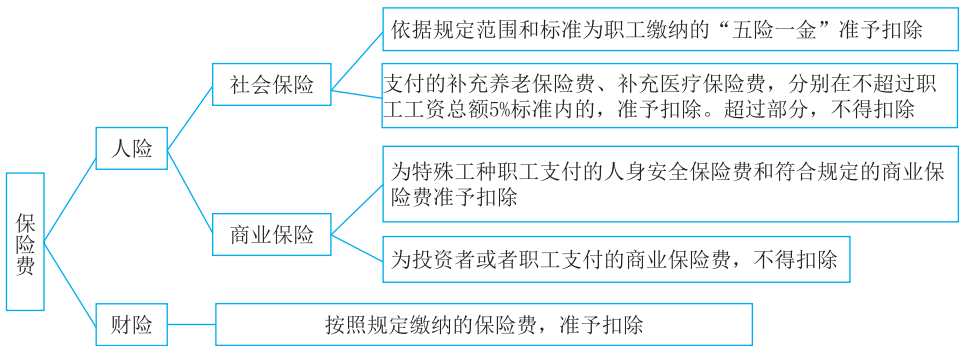 依据规定范围和标准为职工缴纳的“五险一金”准予扣除
社会保险
支付的补充养老保险费、补充医疗保险费，分别在不超过职
工工资总额5%标准内的，准予扣除。超过部分，不得扣除
人险
为特殊工种职工支付的人身安全保险费和符合规定的商业保
险费准予扣除
保险费
商业保险
为投资者或者职工支付的商业保险费，不得扣除
财险
按照规定缴纳的保险费，准予扣除